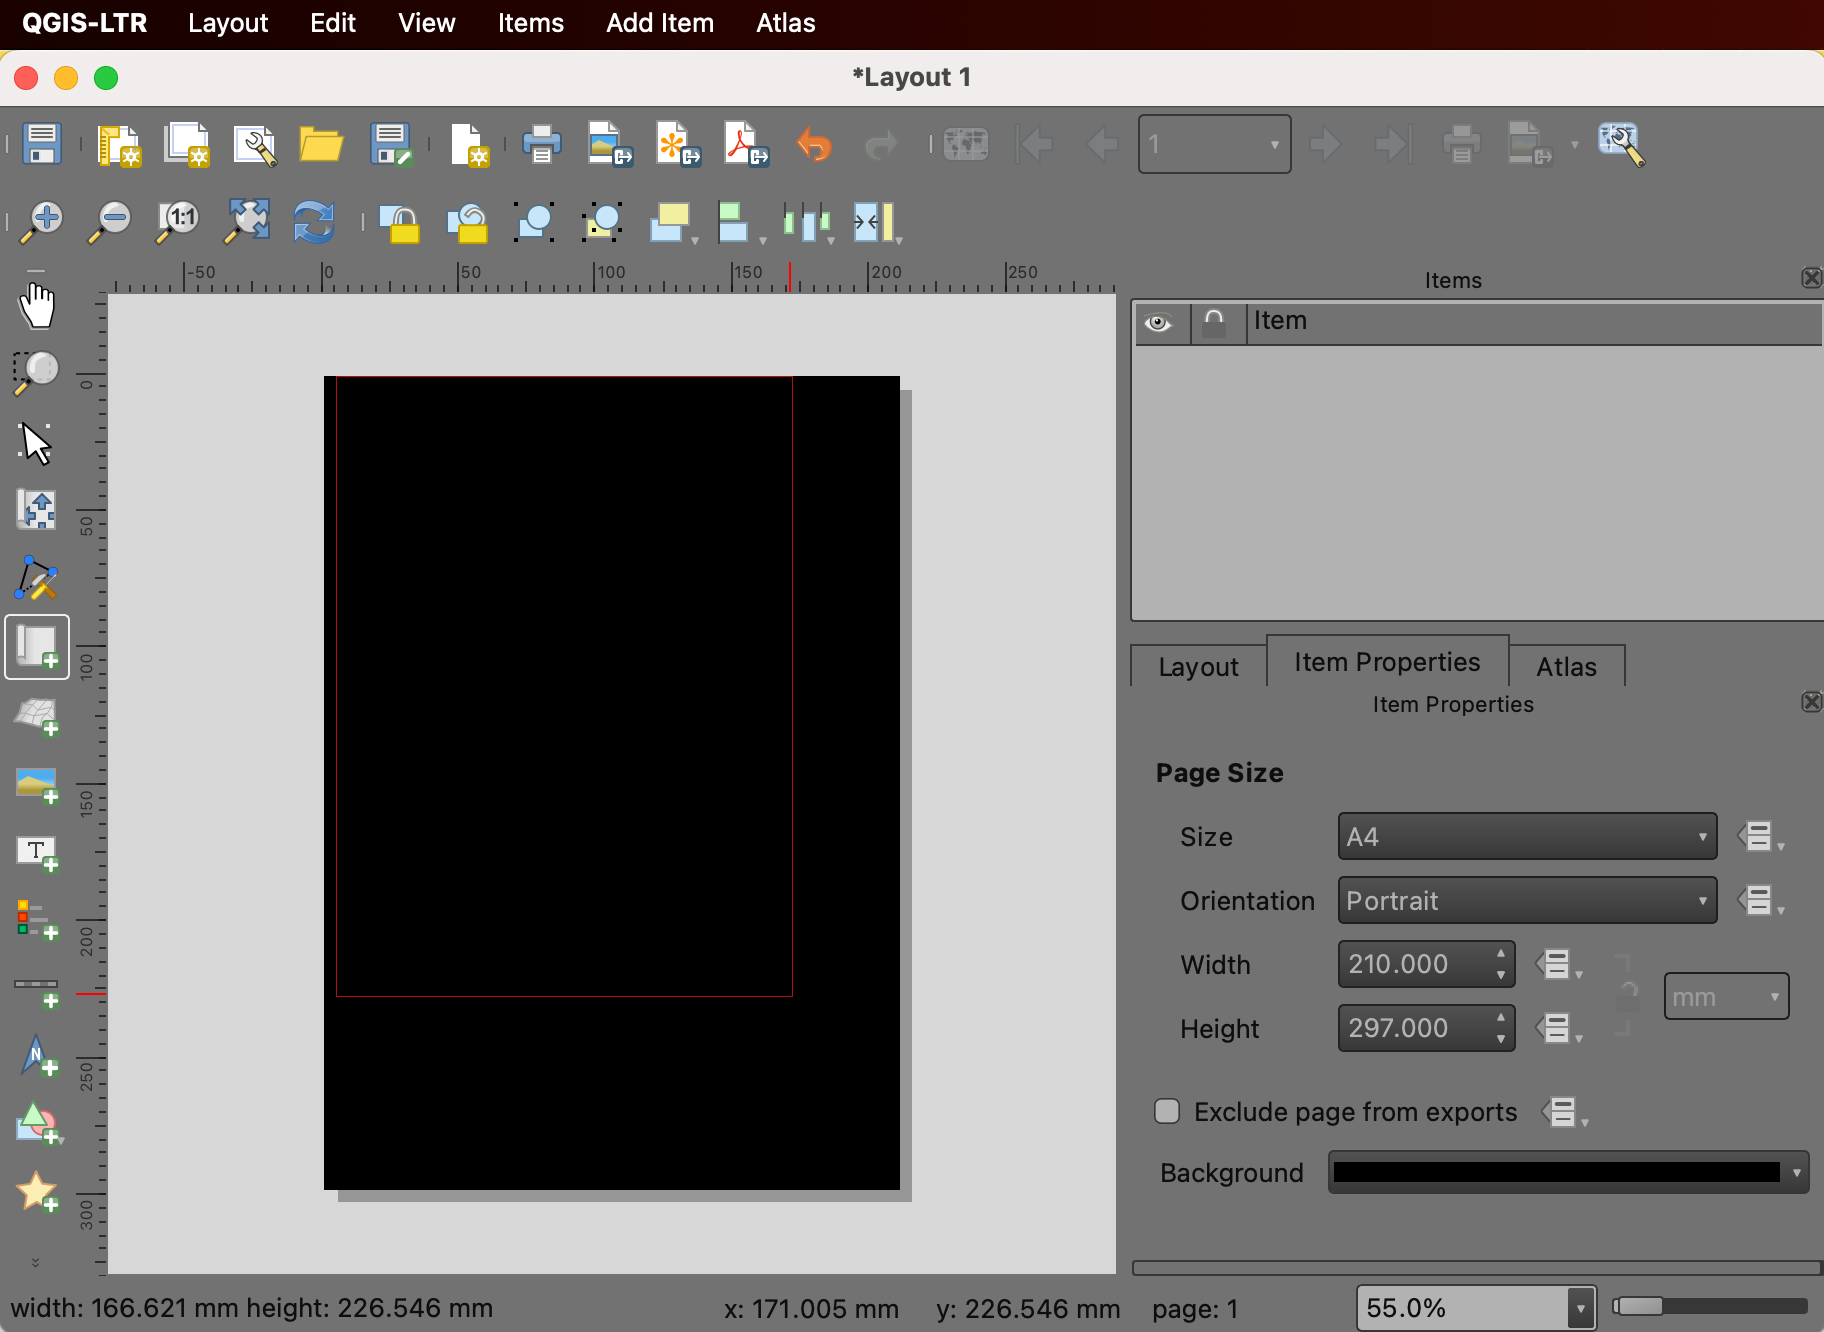 QGIS-LTR Layout Edit View Items Add Item Atlas
*Layout 1
1
1:1
-50 0 50 100 150 200 250
0
50
100
150
200
250
300
T
N
Items
Item
Layout Item Properties Atlas
Item Properties
Page Size
Size A4
Orientation Portrait
Width 210.000
mm
Height 297.000
Exclude page from exports
Background
width: 166.621 mm height: 226.546 mm x: 171.005 mm y: 226.546 mm page: 1 55.0%